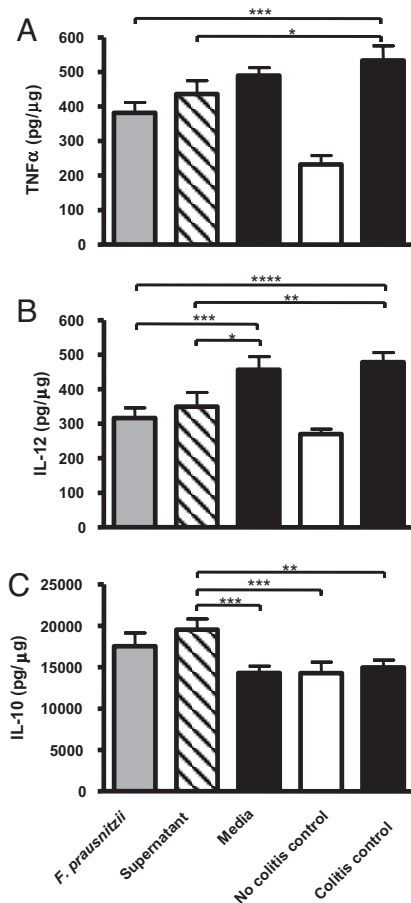 A
***
*
600
500
400
300
200
100
0
TNFα (pg/µg)
B
****
**
***
*
600
500
400
300
200
100
0
IL-12 (pg/µg)
C
**
***
***
25000
20000
15000
10000
5000
0
IL-10 (pg/µg)
F. prausnitzii
Supernatant
Media
No colitis control
Colitis control